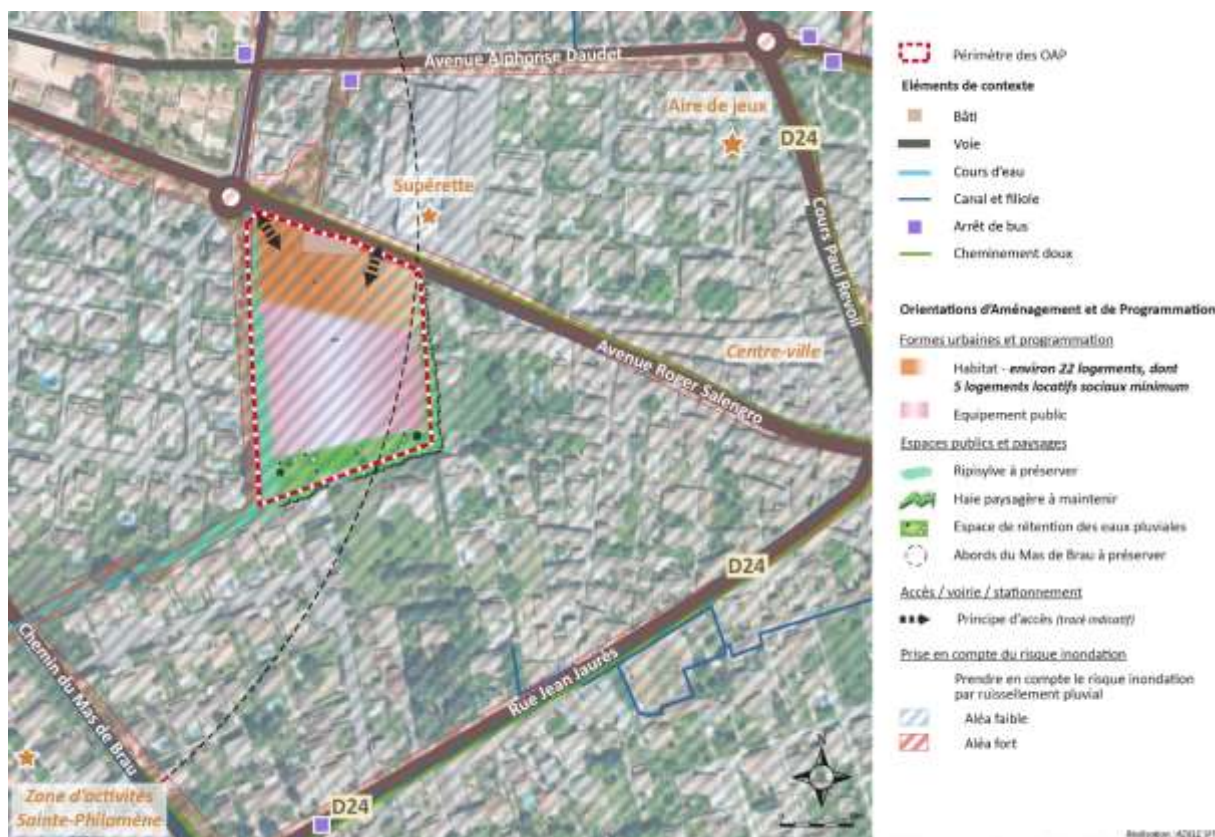 Avenue Alphonse Daudet
Aire de jeux
D24
Supérette
Cours Paul Revoil
Centre-ville
Avenue Roger Salengro
D24
Rue Jean Jaurès
Chemin du Mas de Brau
Zone d'activités
Sainte-Philomène
D24
N
Périmètre des OAP
Eléments de contexte
Bâti
Voie
Cours d'eau
Canal et filiole
Arrêt de bus
Cheminement doux
Orientations d'Aménagement et de Programmation
Formes urbaines et programmation
Habitat - environ 22 logements, dont
5 logements locatifs sociaux minimum
Equipement public
Espaces publics et paysages
Ripisylve à préserver
Haie paysagère à maintenir
Espace de rétention des eaux pluviales
Abords du Mas de Brau à préserver
Accès / voirie / stationnement
Principe d'accès (tracé indicatif)
Prise en compte du risque inondation
Prendre en compte le risque inondation
par ruissellement pluvial
Aléa faible
Aléa fort
Réalisation :